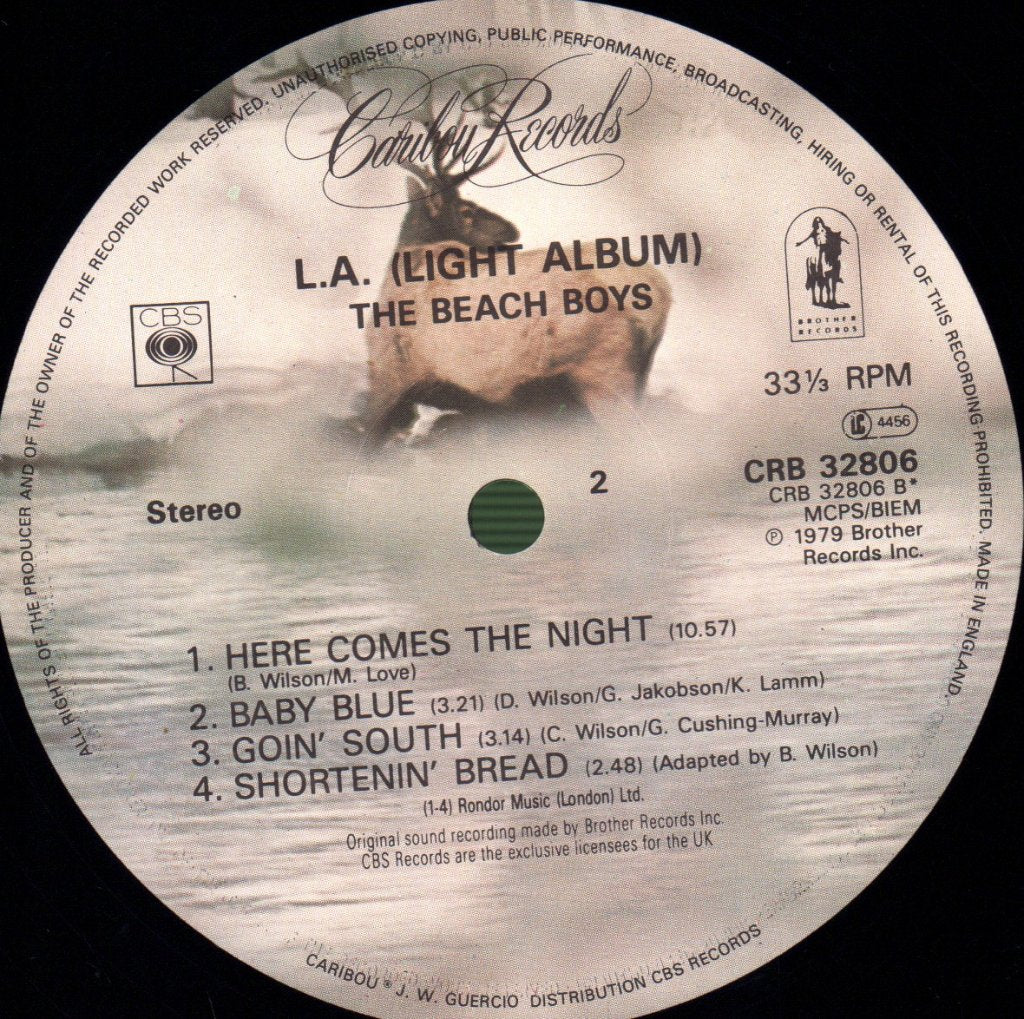 ALL RIGHTS OF THE PRODUCER AND OF THE OWNER OF THE RECORDED WORK RESERVED. UNAUTHORISED COPYING, PUBLIC PERFORMANCE, BROADCASTING, HIRING OR RENTAL OF THIS RECORDING PROHIBITED. MADE IN ENGLAND.
Caribou Records
L.A. (LIGHT ALBUM)
THE BEACH BOYS
CBS
BROTHER
RECORDS
33⅓ RPM
LC 4456
CRB 32806
CRB 32806 B*
MCPS/BIEM
℗ 1979 Brother
Records Inc.
Stereo
2
1. HERE COMES THE NIGHT (10.57)
(B. Wilson/M. Love)
2. BABY BLUE (3.21) (D. Wilson/G. Jakobson/K. Lamm)
3. GOIN' SOUTH (3.14) (C. Wilson/G. Cushing-Murray)
4. SHORTENIN' BREAD (2.48) (Adapted by B. Wilson)
(1-4) Rondor Music (London) Ltd.
Original sound recording made by Brother Records Inc.
CBS Records are the exclusive licensees for the UK
CARIBOU ® J. W. GUERCIO DISTRIBUTION CBS RECORDS